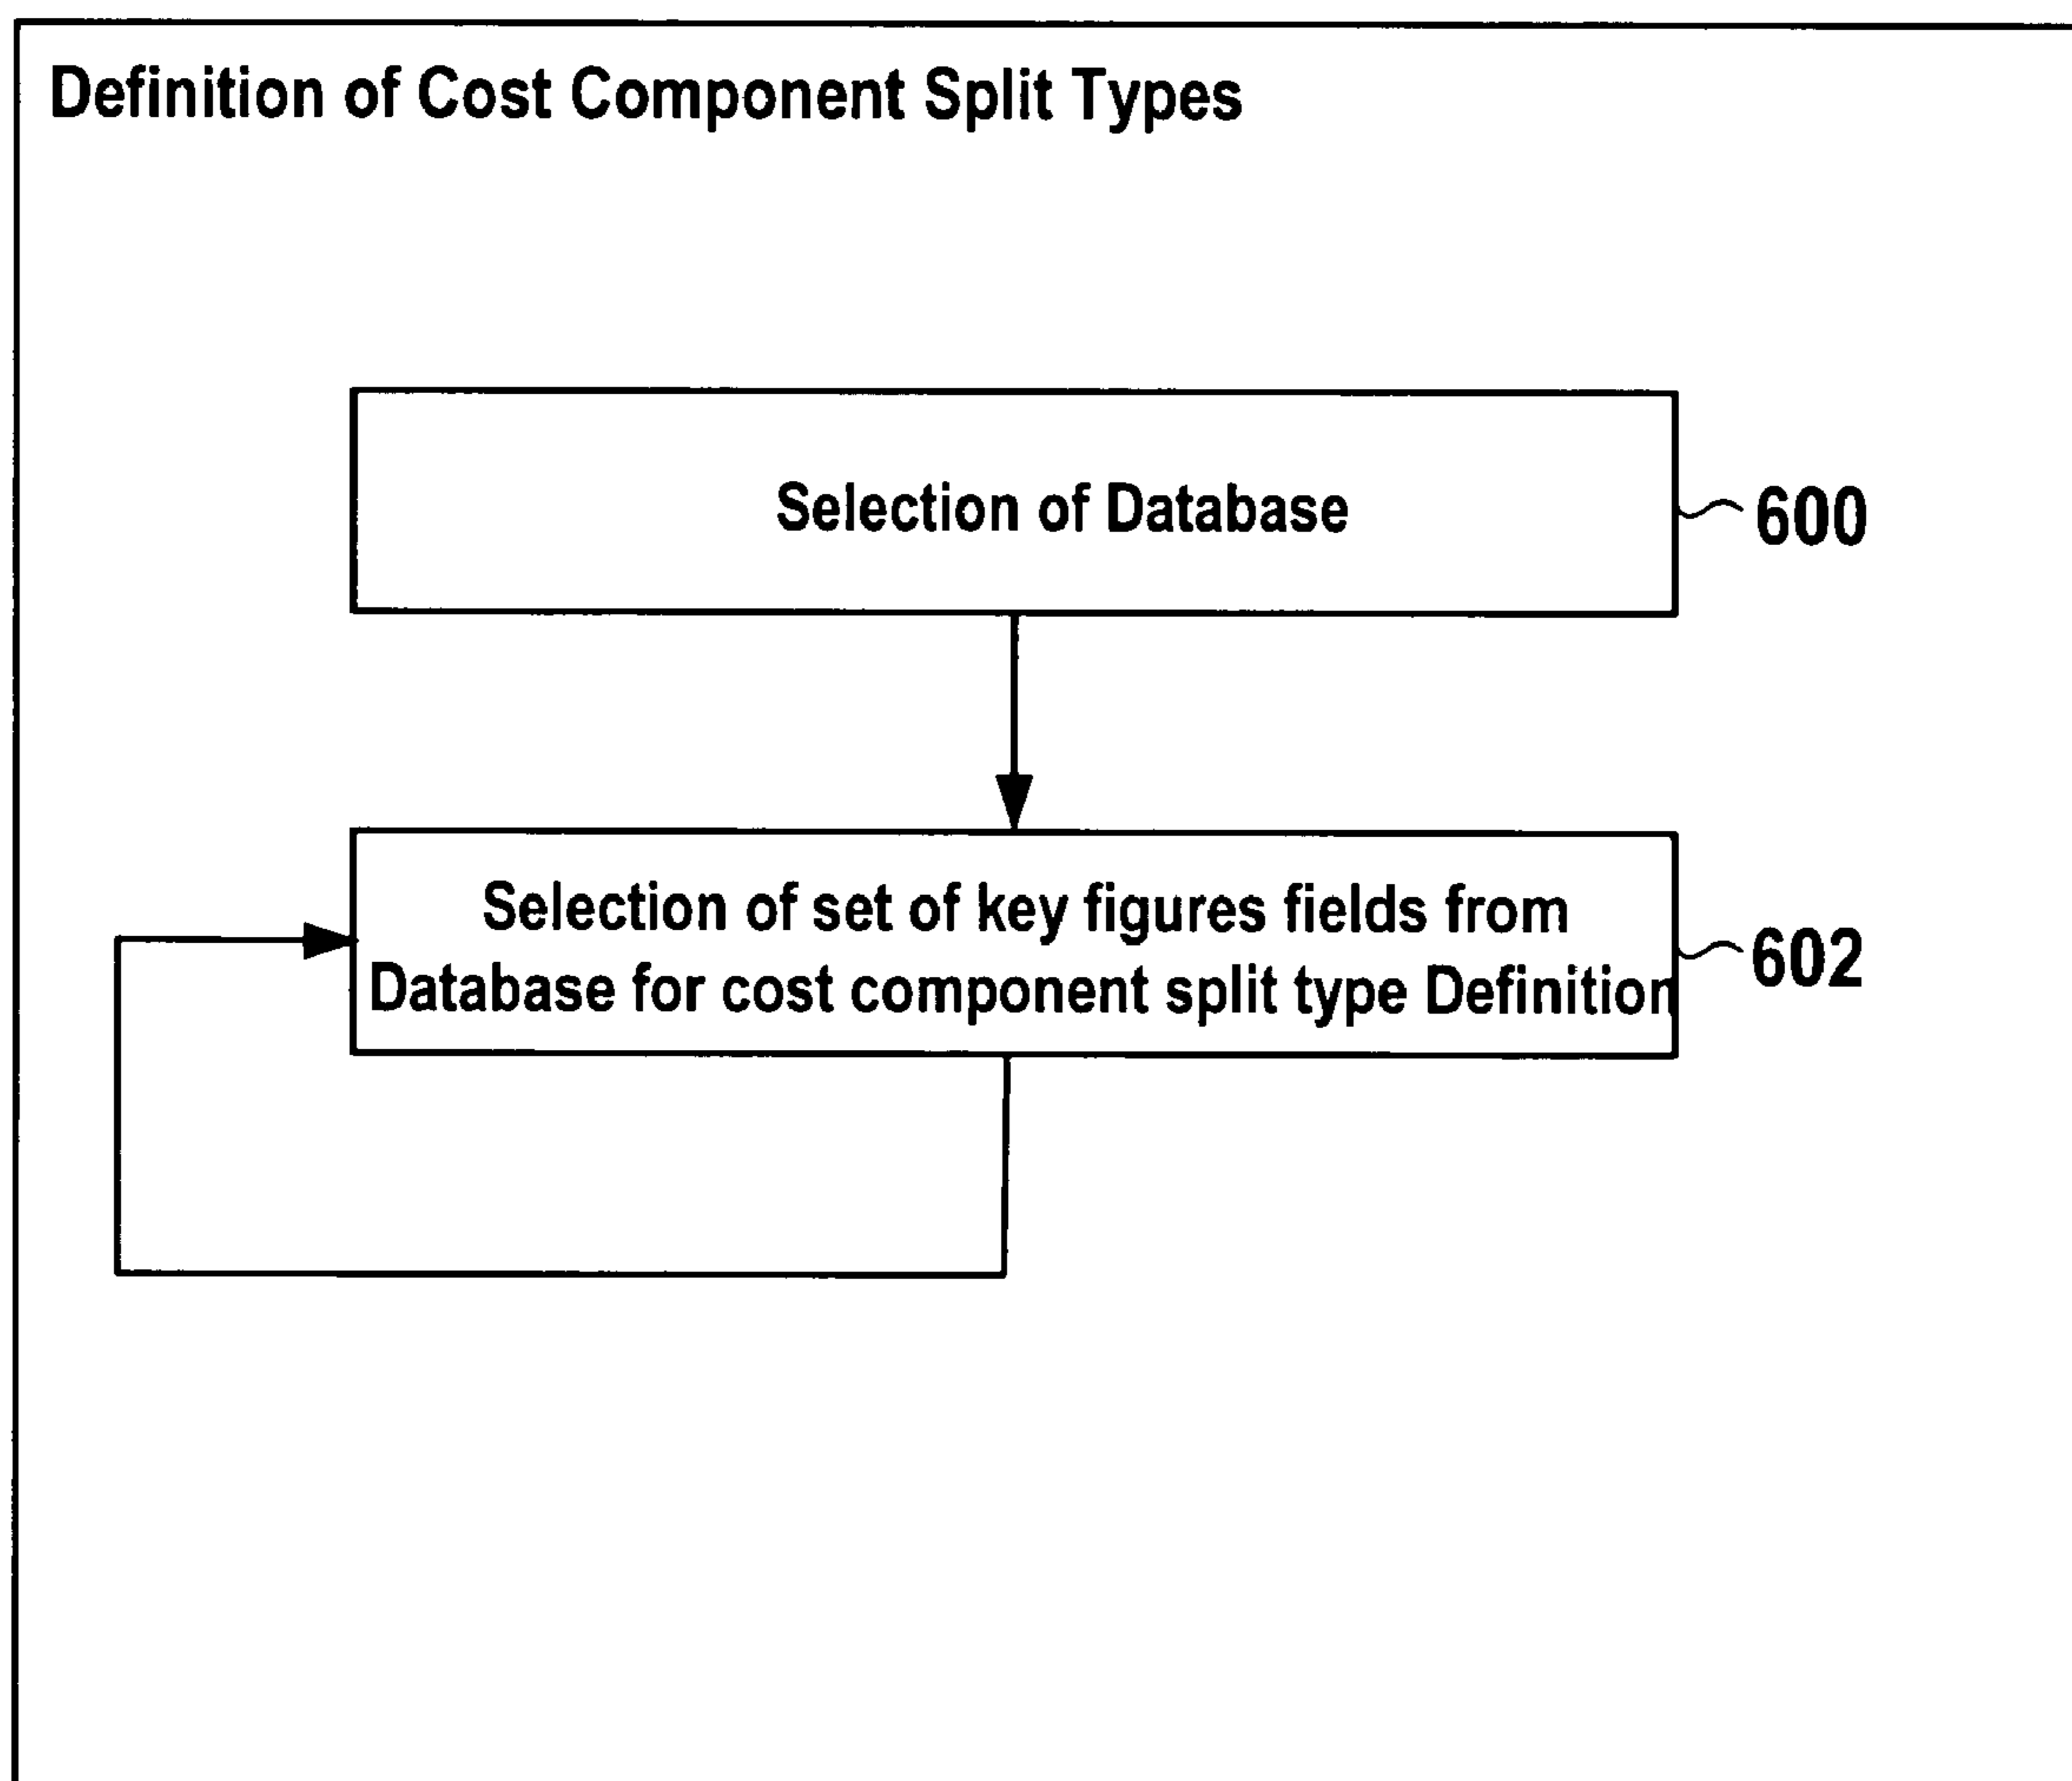 Definition of Cost Component Split Types
Selection of Database
600
Selection of set of key figures fields from
Database for cost component split type Definition
602